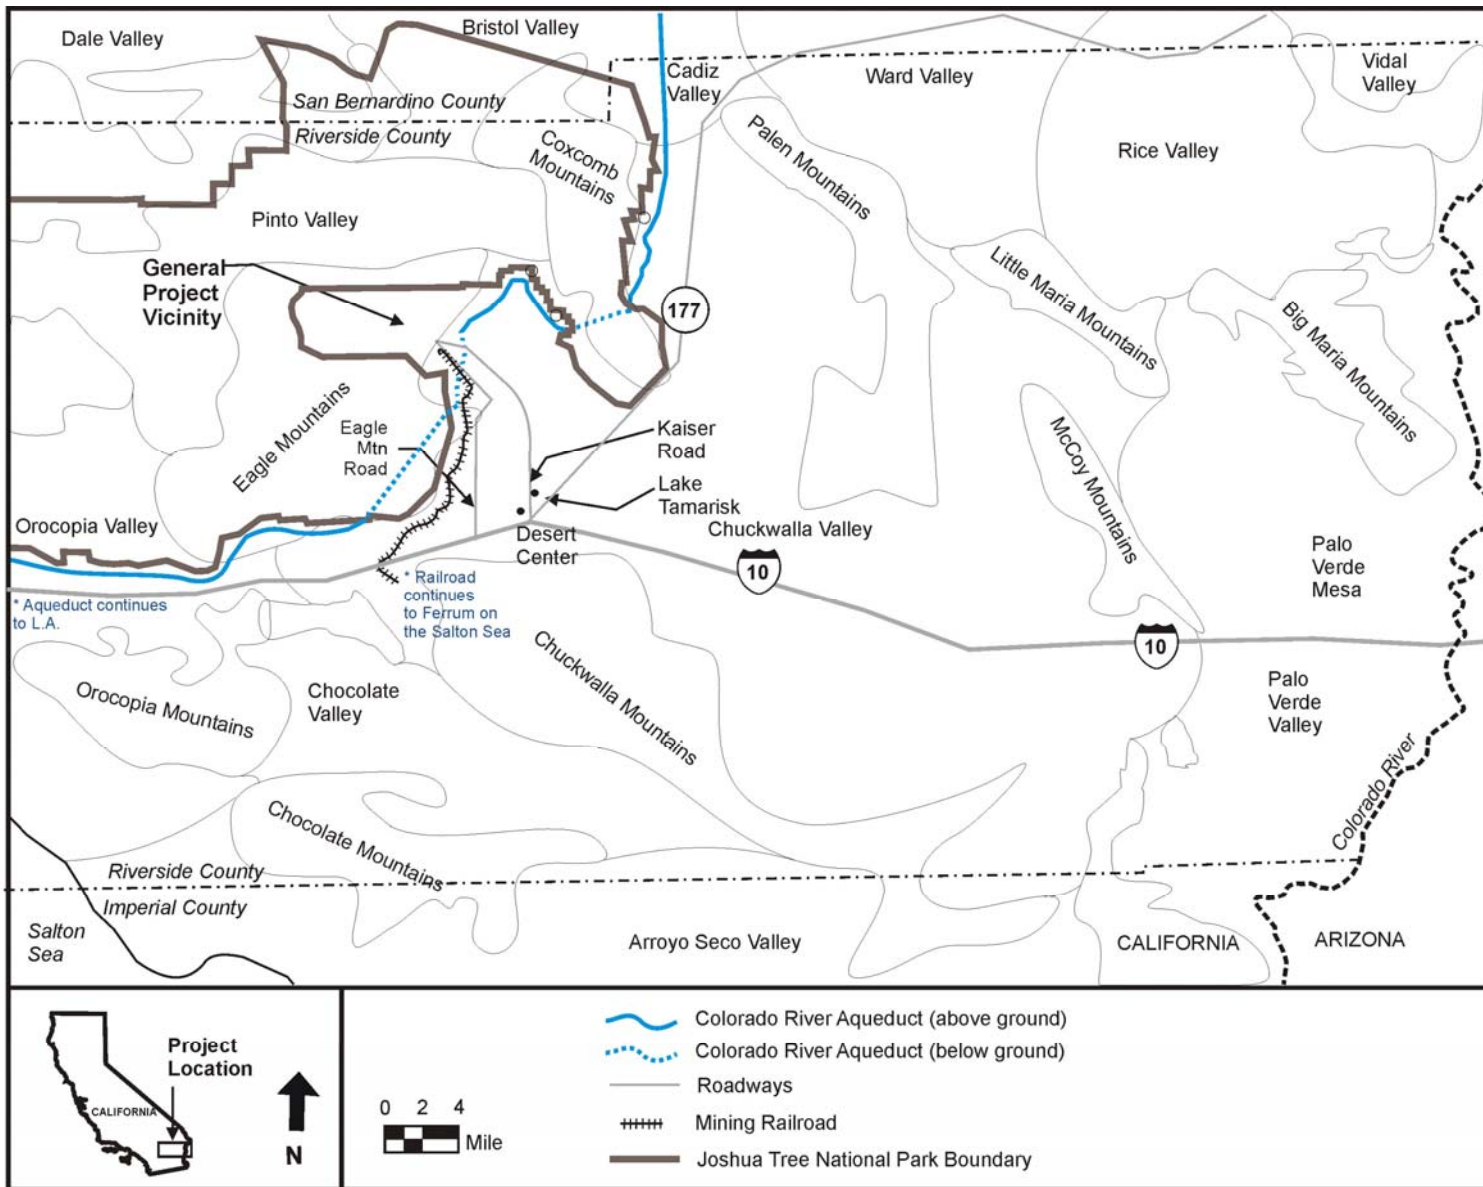 Dale Valley
Bristol Valley
Cadiz
Valley
Ward Valley
Vidal
Valley
San Bernardino County
Riverside County
Coxcomb
Mountains
Palen Mountains
Rice Valley
Pinto Valley
General
Project
Vicinity
Little Maria Mountains
Big Maria Mountains
177
Eagle Mountains
Eagle
Mtn
Road
Kaiser
Road
Lake
Tamarisk
McCoy Mountains
Orocopia Valley
Desert
Center
Chuckwalla Valley
10
Palo
Verde
Mesa
* Aqueduct continues
to L.A.
* Railroad
continues
to Ferrum on
the Salton Sea
Chuckwalla Mountains
10
Orocopia Mountains
Chocolate
Valley
Palo
Verde
Valley
Colorado River
Chocolate Mountains
Riverside County
Imperial County
Salton
Sea
Arroyo Seco Valley
CALIFORNIA
ARIZONA
Project
Location
CALIFORNIA
N
0 2 4
Mile
Colorado River Aqueduct (above ground)
Colorado River Aqueduct (below ground)
Roadways
Mining Railroad
Joshua Tree National Park Boundary